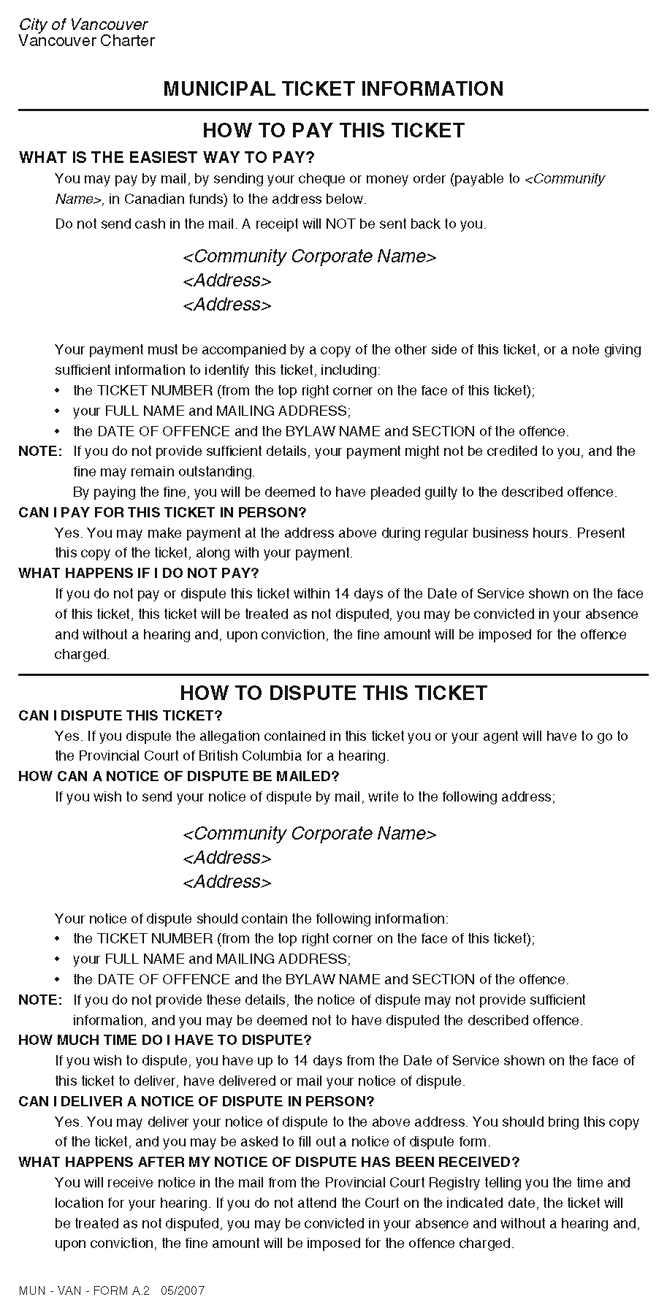 City of Vancouver
Vancouver Charter
MUNICIPAL TICKET INFORMATION
HOW TO PAY THIS TICKET
WHAT IS THE EASIEST WAY TO PAY?
You may pay by mail, by sending your cheque or money order (payable to <Community
Name>, in Canadian funds) to the address below.
Do not send cash in the mail. A receipt will NOT be sent back to you.
<Community Corporate Name>
<Address>
<Address>
Your payment must be accompanied by a copy of the other side of this ticket, or a note giving
sufficient information to identify this ticket, including:
• the TICKET NUMBER (from the top right corner on the face of this ticket);
• your FULL NAME and MAILING ADDRESS;
• the DATE OF OFFENCE and the BYLAW NAME and SECTION of the offence.
NOTE: If you do not provide sufficient details, your payment might not be credited to you, and the
fine may remain outstanding.
By paying the fine, you will be deemed to have pleaded guilty to the described offence.
CAN I PAY FOR THIS TICKET IN PERSON?
Yes. You may make payment at the address above during regular business hours. Present
this copy of the ticket, along with your payment.
WHAT HAPPENS IF I DO NOT PAY?
If you do not pay or dispute this ticket within 14 days of the Date of Service shown on the face
of this ticket, this ticket will be treated as not disputed, you may be convicted in your absence
and without a hearing and, upon conviction, the fine amount will be imposed for the offence
charged.
HOW TO DISPUTE THIS TICKET
CAN I DISPUTE THIS TICKET?
Yes. If you dispute the allegation contained in this ticket you or your agent will have to go to
the Provincial Court of British Columbia for a hearing.
HOW CAN A NOTICE OF DISPUTE BE MAILED?
If you wish to send your notice of dispute by mail, write to the following address;
<Community Corporate Name>
<Address>
<Address>
Your notice of dispute should contain the following information:
• the TICKET NUMBER (from the top right corner on the face of this ticket);
• your FULL NAME and MAILING ADDRESS;
• the DATE OF OFFENCE and the BYLAW NAME and SECTION of the offence.
NOTE: If you do not provide these details, the notice of dispute may not provide sufficient
information, and you may be deemed not to have disputed the described offence.
HOW MUCH TIME DO I HAVE TO DISPUTE?
If you wish to dispute, you have up to 14 days from the Date of Service shown on the face of
this ticket to deliver, have delivered or mail your notice of dispute.
CAN I DELIVER A NOTICE OF DISPUTE IN PERSON?
Yes. You may deliver your notice of dispute to the above address. You should bring this copy
of the ticket, and you may be asked to fill out a notice of dispute form.
WHAT HAPPENS AFTER MY NOTICE OF DISPUTE HAS BEEN RECEIVED?
You will receive notice in the mail from the Provincial Court Registry telling you the time and
location for your hearing. If you do not attend the Court on the indicated date, the ticket will
be treated as not disputed, you may be convicted in your absence and without a hearing and,
upon conviction, the fine amount will be imposed for the offence charged.
MUN - VAN - FORM A.2 05/2007